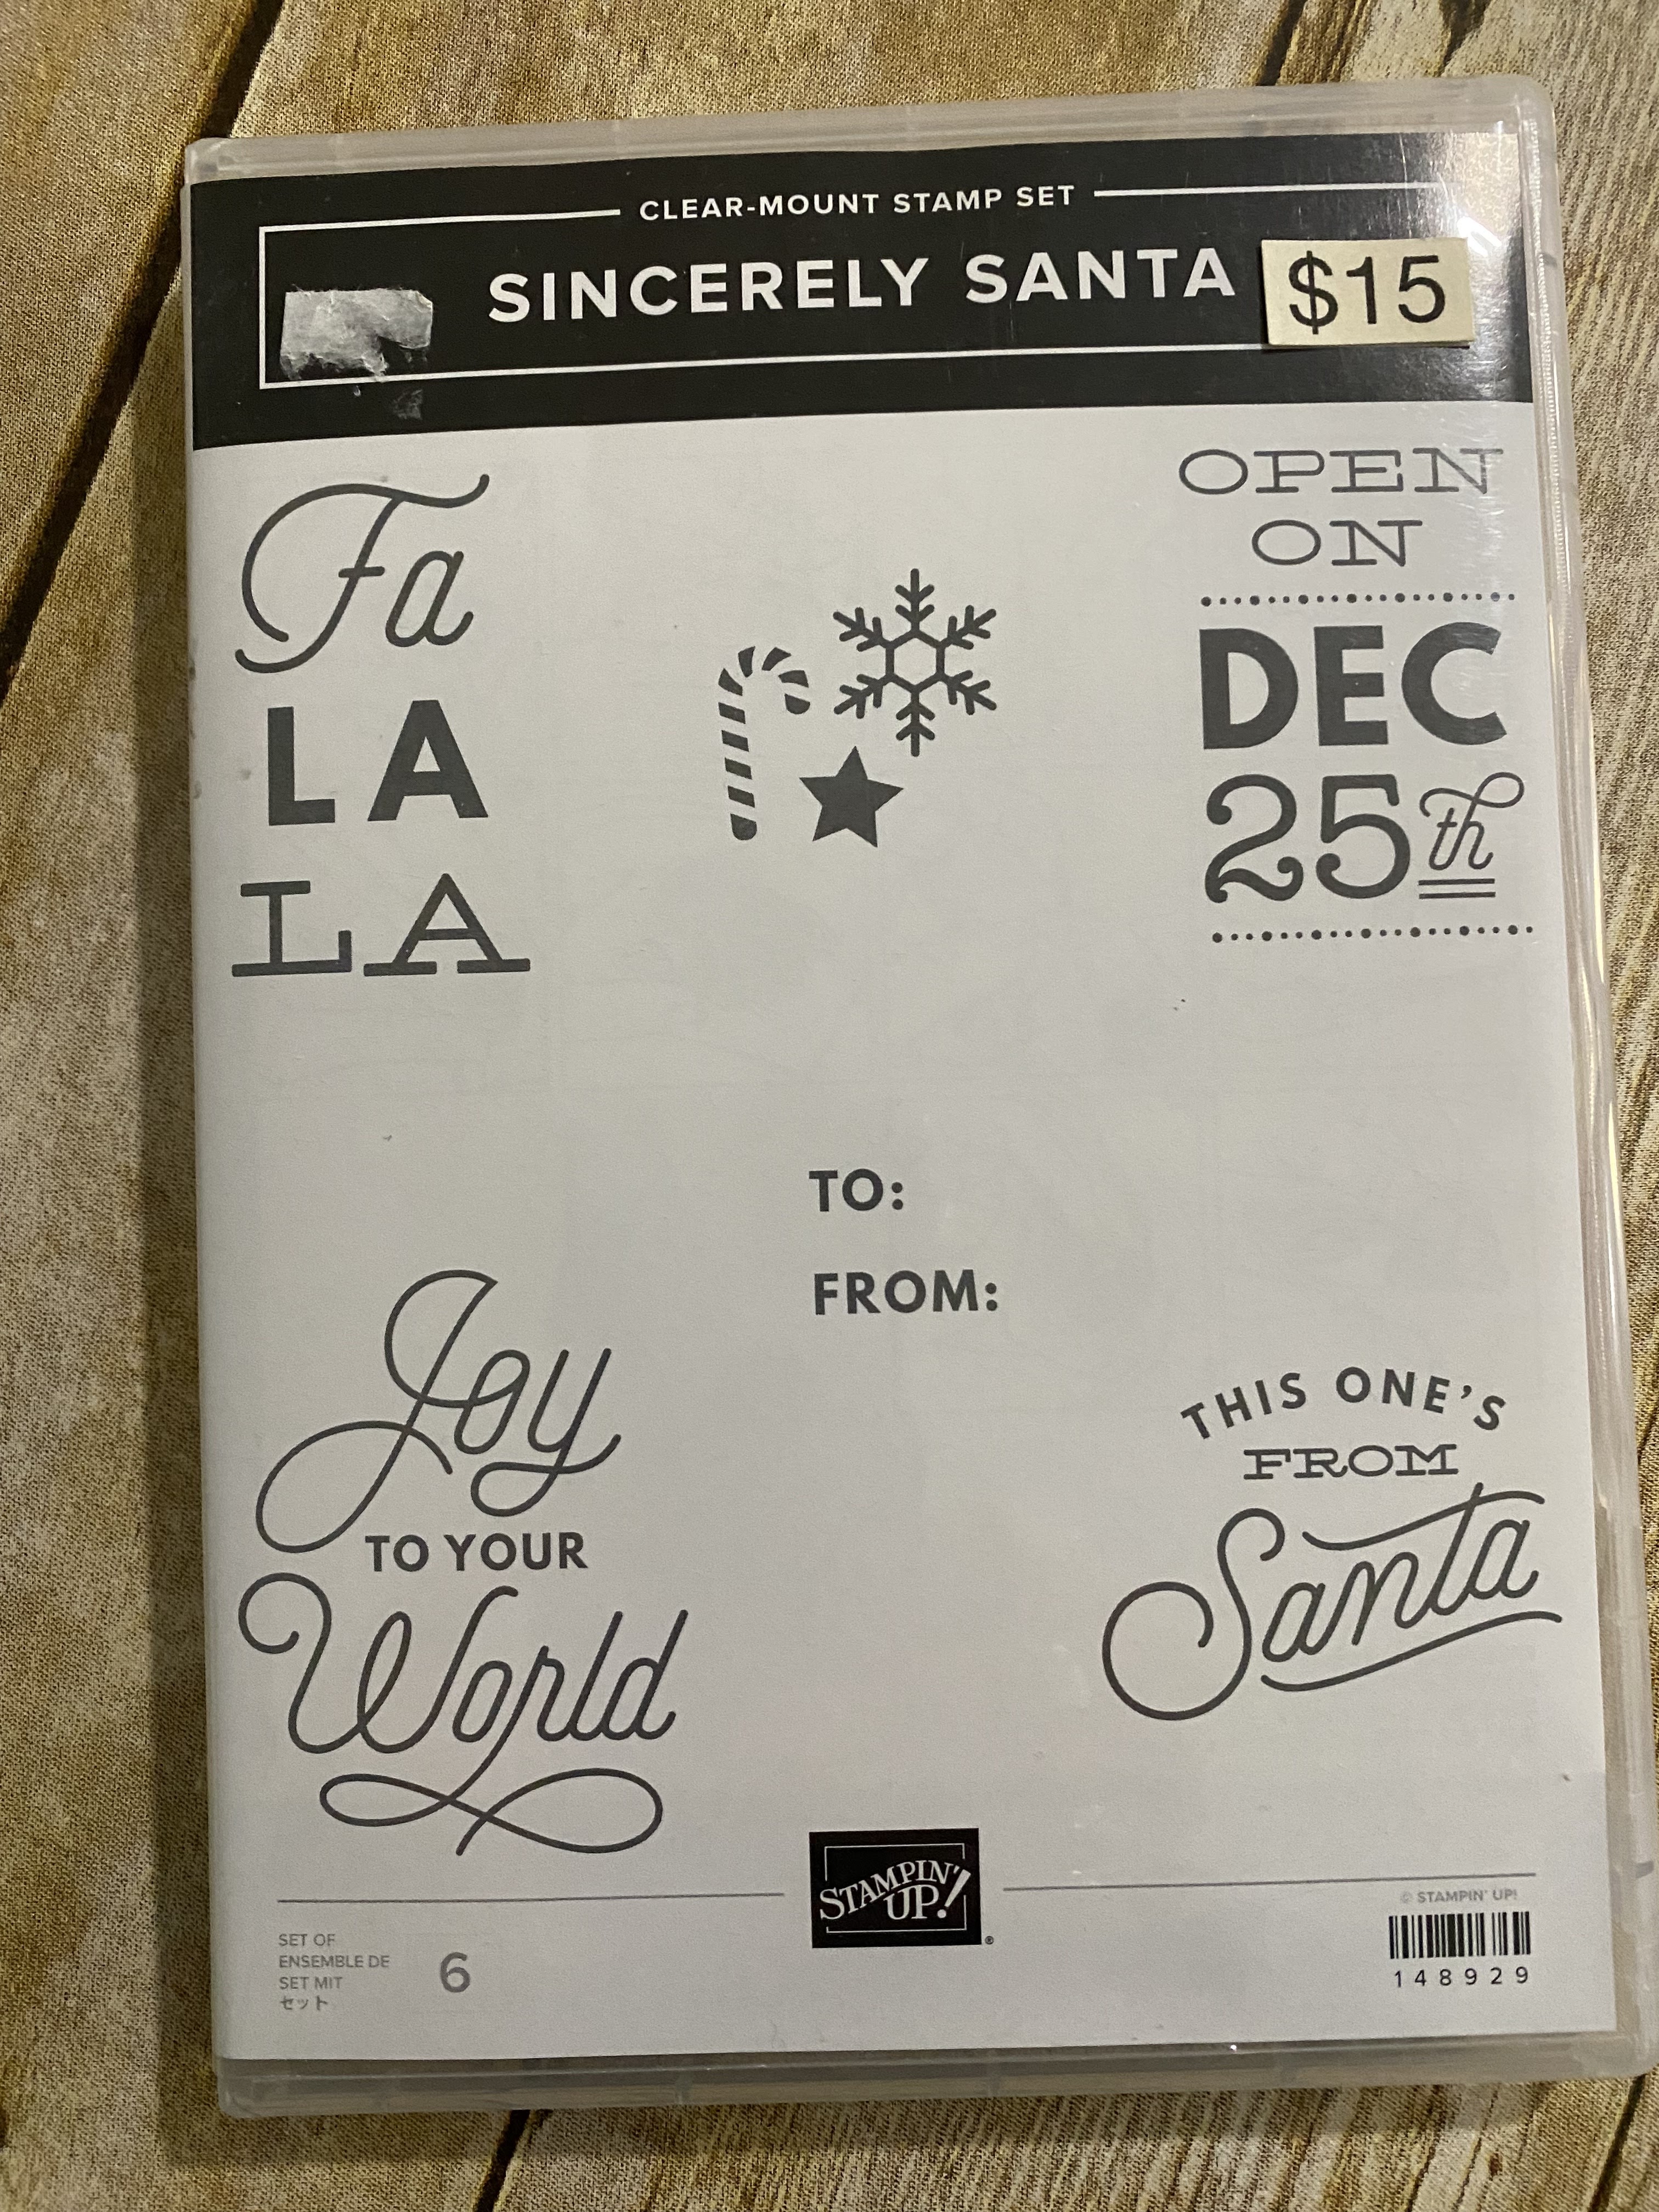 CLEAR-MOUNT STAMP SET
SINCERELY SANTA
$15
Fa
LA
LA
OPEN
ON
DEC
25th
TO:
FROM:
Joy
TO YOUR
World
THIS ONE'S
FROM
Santa
STAMPIN'
UP!
®
SET OF
ENSEMBLE DE
SET MIT
セット
6
© STAMPIN' UP!
148929